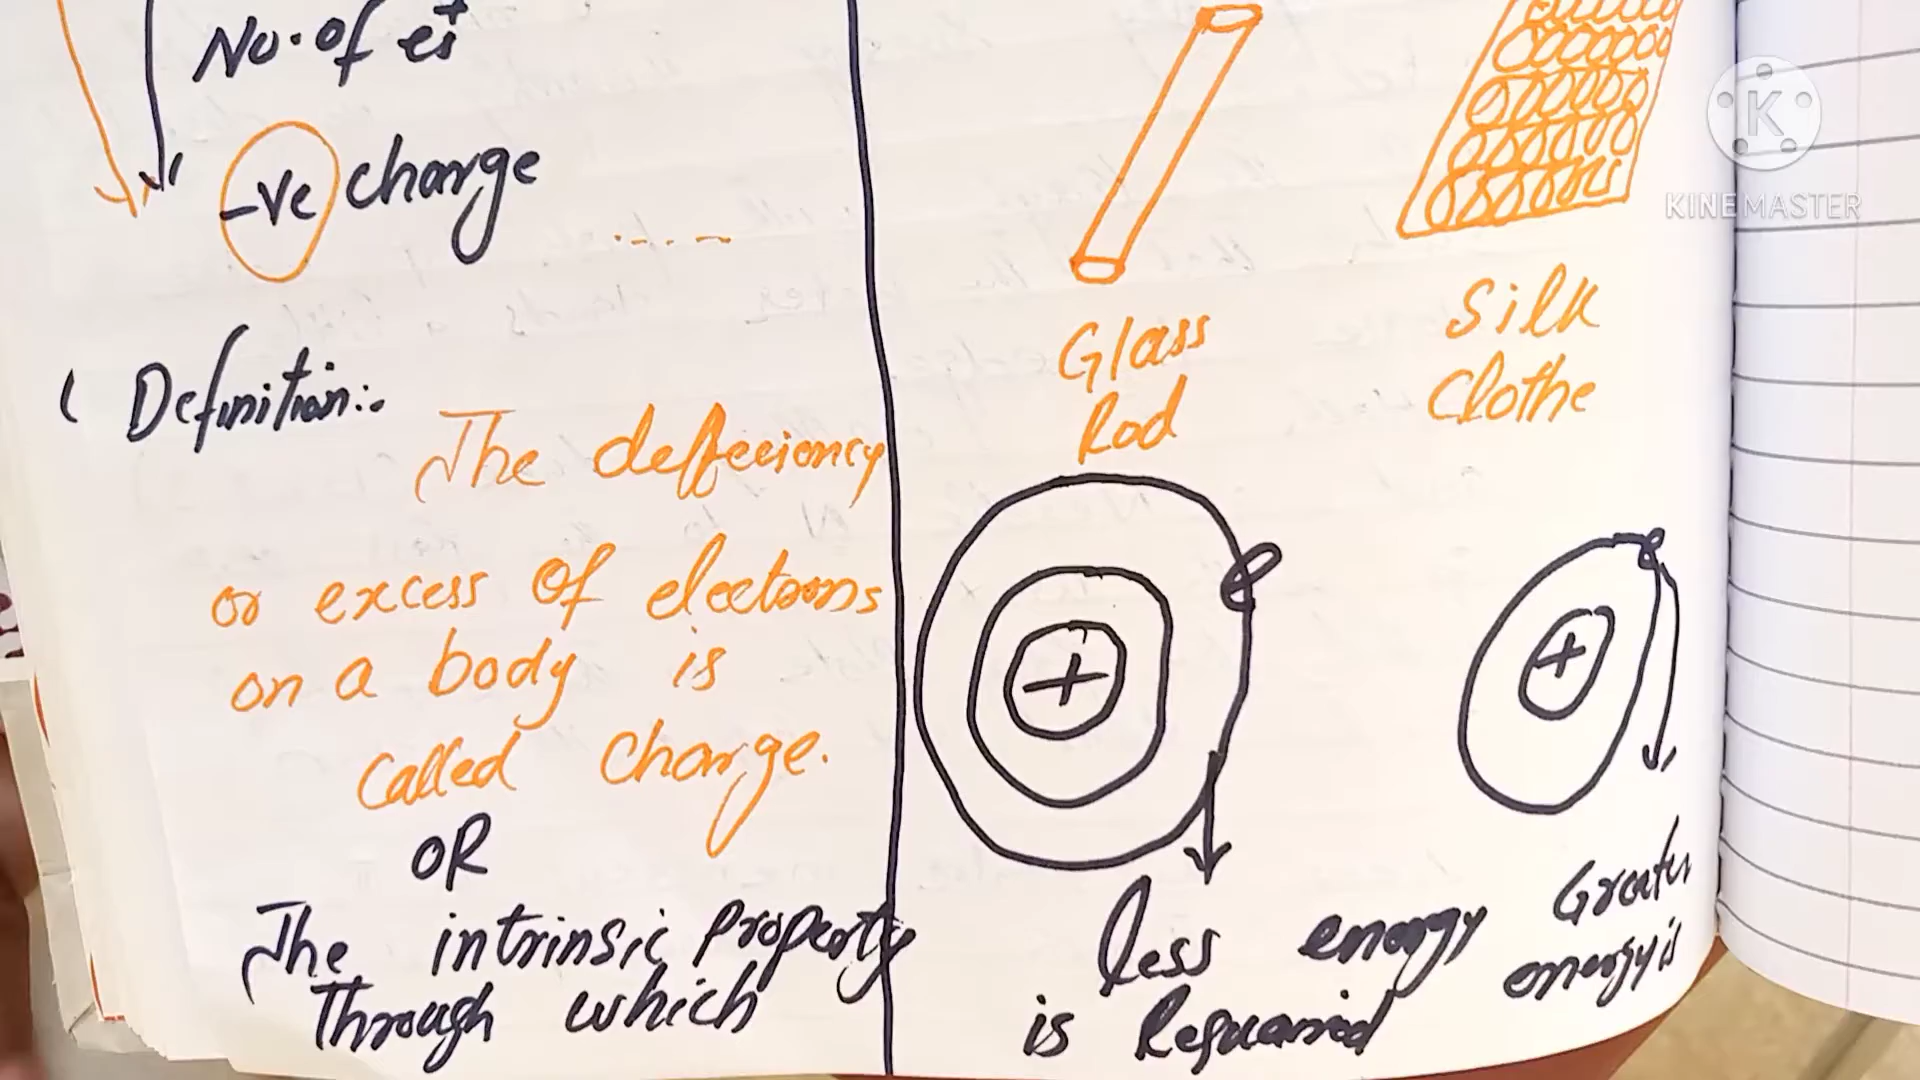 No. of es+
-ve charge
Definition:.
The deffeciency
or excess of electrons
on a body is
called charge.
OR
The intrinsic Property
Through which
Glass
Rod
Silk
Clothe
+
+
less energy
is Requaried
Greater
energy is
K
KINEMASTER